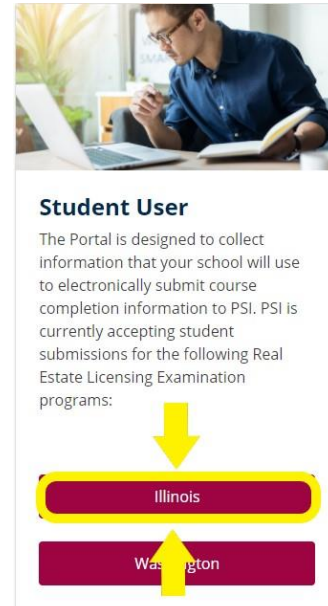 Student User
The Portal is designed to collect
information that your school will use
to electronically submit course
completion information to PSI. PSI is
currently accepting student
submissions for the following Real
Estate Licensing Examination
programs:
Illinois
Washington